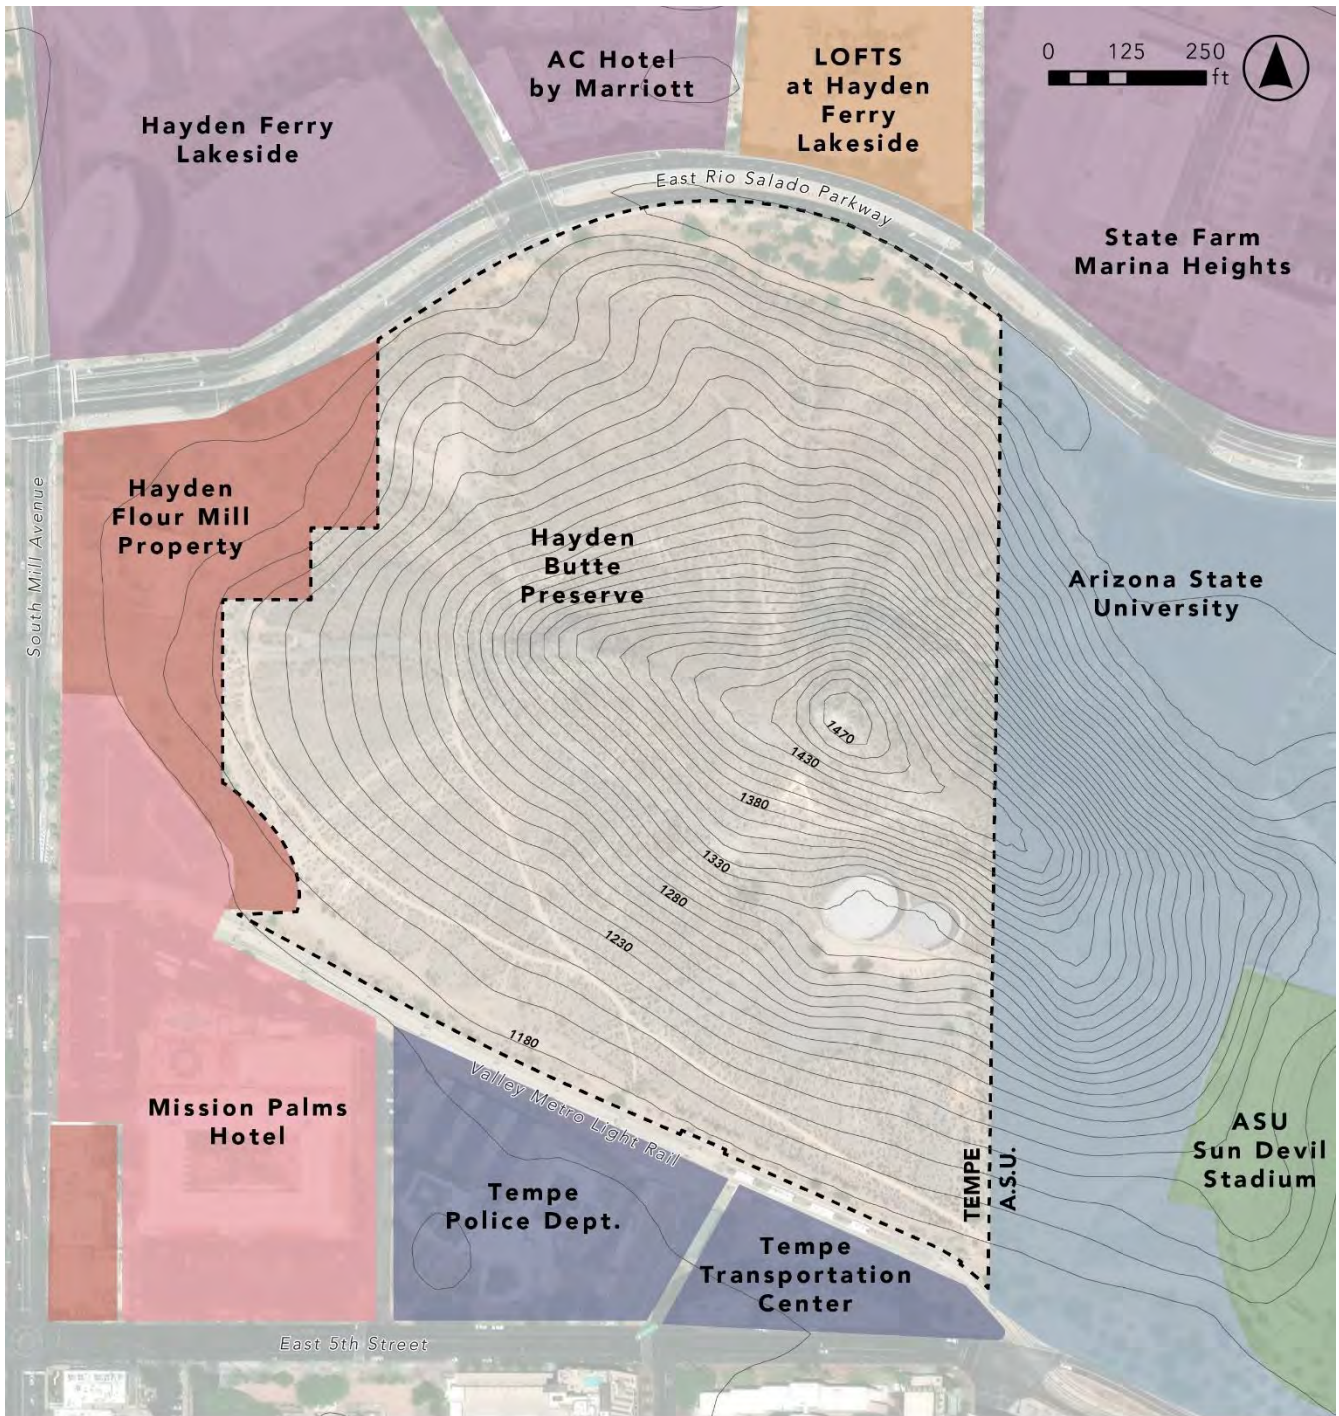 AC Hotel
by Marriott
LOFTS
at Hayden
Ferry
Lakeside
0 125 250
ft
Hayden Ferry
Lakeside
East Rio Salado Parkway
State Farm
Marina Heights
Hayden
Flour Mill
Property
South Mill Avenue
Hayden
Butte
Preserve
Arizona State
University
1470
1430
1380
1330
1280
1230
1180
Valley Metro Light Rail
Mission Palms
Hotel
Tempe
Police Dept.
Tempe
Transportation
Center
TEMPE
A.S.U.
ASU
Sun Devil
Stadium
East 5th Street